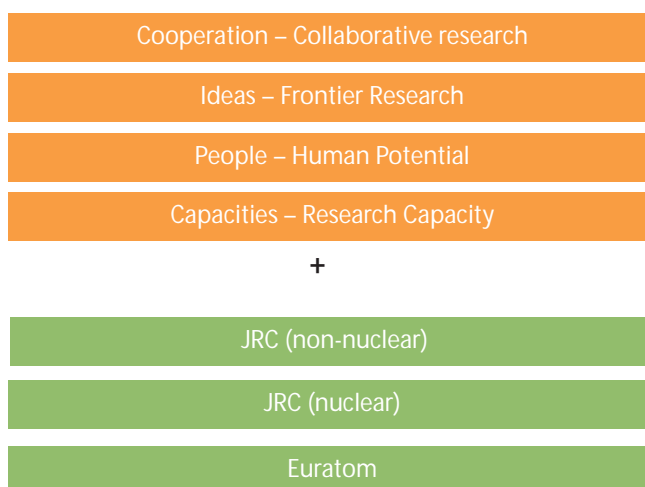 Cooperation – Collaborative research
Ideas – Frontier Research
People – Human Potential
Capacities – Research Capacity
+
JRC (non-nuclear)
JRC (nuclear)
Euratom